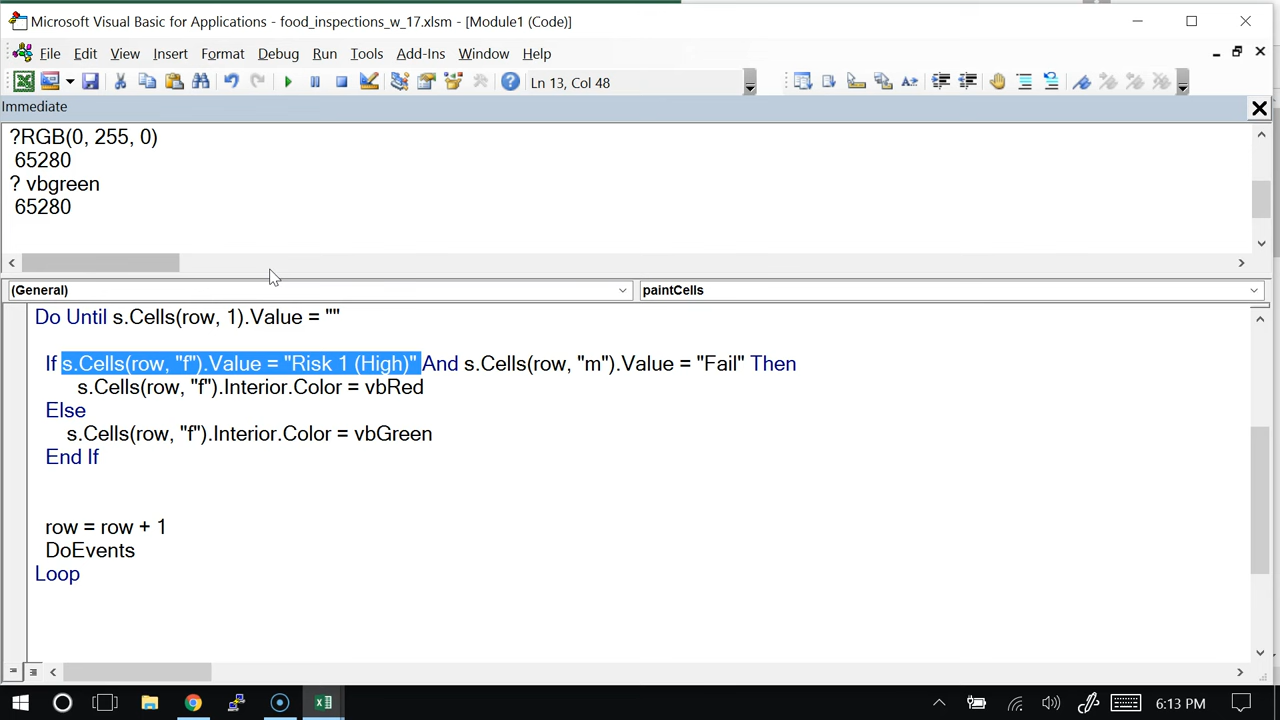 Microsoft Visual Basic for Applications - food_inspections_w_17.xlsm - [Module1 (Code)]
File Edit View Insert Format Debug Run Tools Add-Ins Window Help
Ln 13, Col 48
Immediate
?RGB(0, 255, 0)
65280
? vbgreen
65280
(General) paintCells
Do Until s.Cells(row, 1).Value = ""
If s.Cells(row, "f").Value = "Risk 1 (High)" And s.Cells(row, "m").Value = "Fail" Then
s.Cells(row, "f").Interior.Color = vbRed
Else
s.Cells(row, "f").Interior.Color = vbGreen
End If
row = row + 1
DoEvents
Loop
6:13 PM